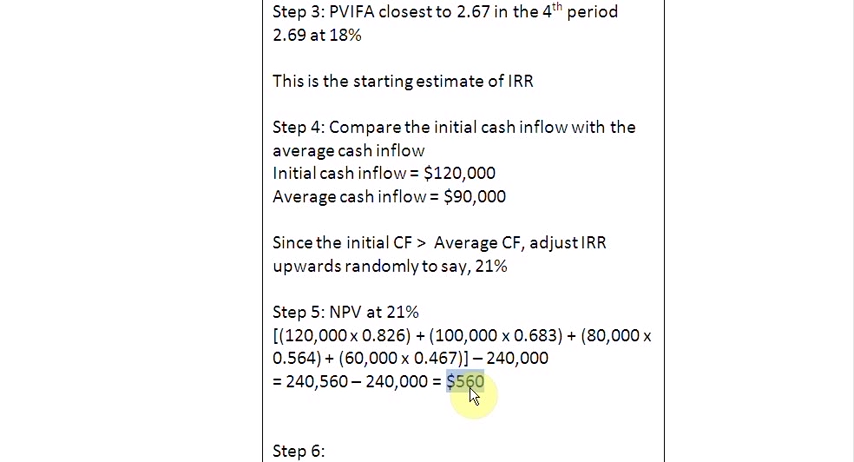 Step 3: PVIFA closest to 2.67 in the 4th period
2.69 at 18%
This is the starting estimate of IRR
Step 4: Compare the initial cash inflow with the
average cash inflow
Initial cash inflow = $120,000
Average cash inflow = $90,000
Since the initial CF > Average CF, adjust IRR
upwards randomly to say, 21%
Step 5: NPV at 21%
[(120,000 x 0.826) + (100,000 x 0.683) + (80,000 x
0.564) + (60,000 x 0.467)] – 240,000
= 240,560 – 240,000 = $560
Step 6: